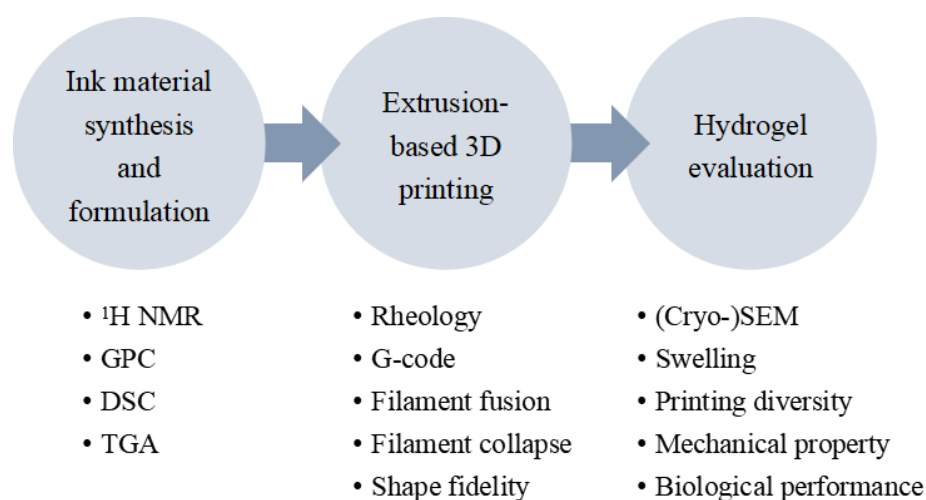 Ink material
synthesis
and
formulation
Extrusion-
based 3D
printing
Hydrogel
evaluation
• ¹H NMR
• GPC
• DSC
• TGA
• Rheology
• G-code
• Filament fusion
• Filament collapse
• Shape fidelity
• (Cryo-)SEM
• Swelling
• Printing diversity
• Mechanical property
• Biological performance